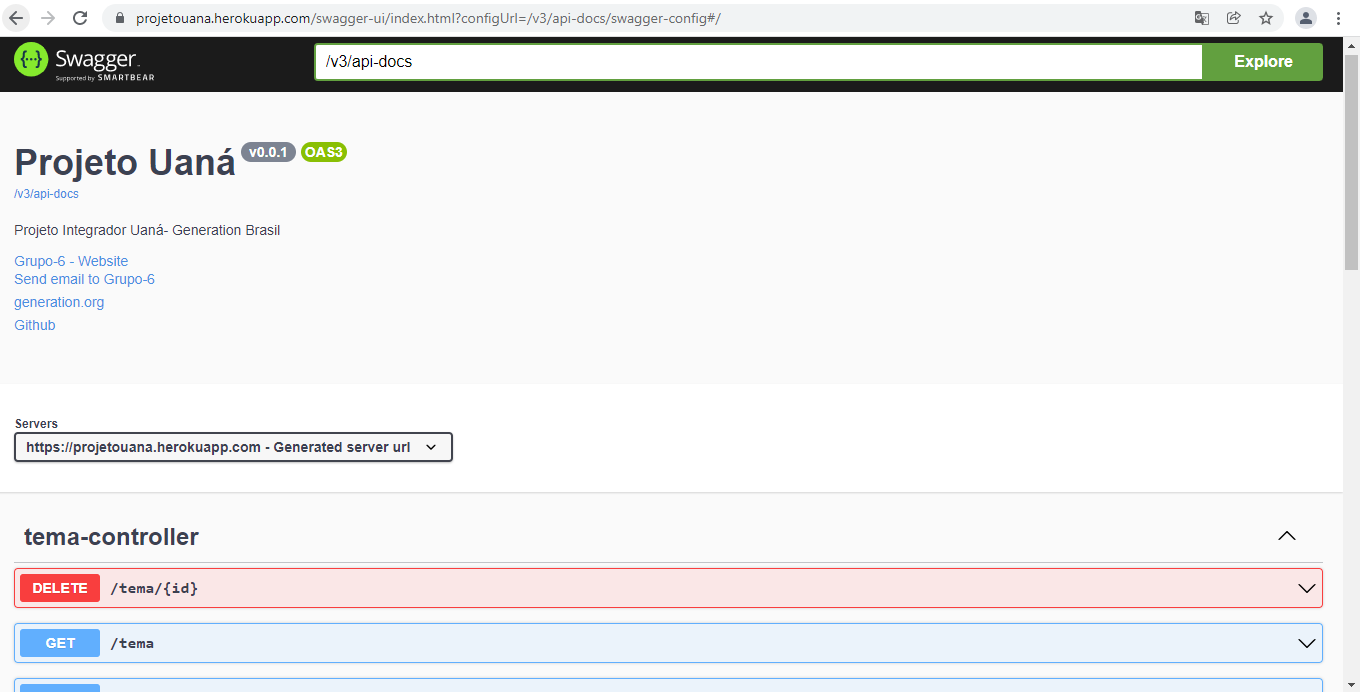 projetouana.herokuapp.com/swagger-ui/index.html?configUrl=/v3/api-docs/swagger-config#/
Swagger
Supported by SMARTBEAR
/v3/api-docs
Explore
Projeto Uaná v0.0.1 OAS3
/v3/api-docs
Projeto Integrador Uaná- Generation Brasil
Grupo-6 - Website
Send email to Grupo-6
generation.org
Github
Servers
https://projetouana.herokuapp.com - Generated server url
tema-controller
DELETE /tema/{id}
GET /tema